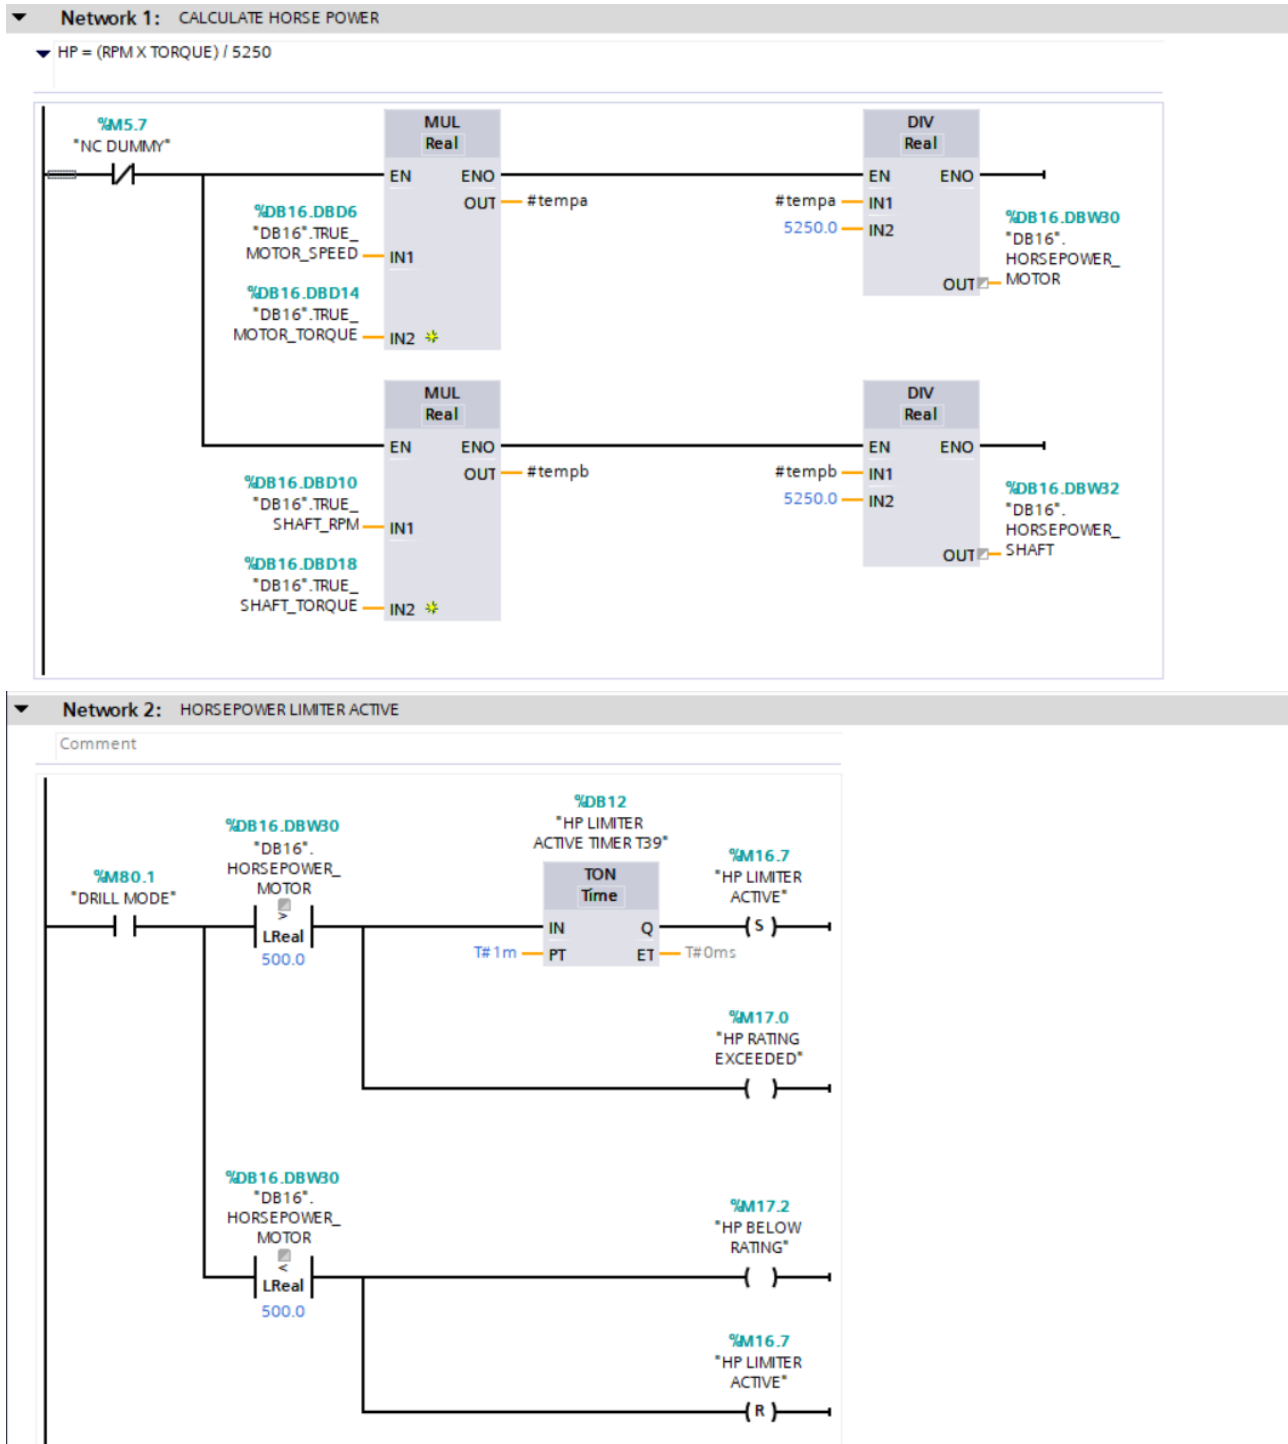 Network 1: CALCULATE HORSE POWER
HP = (RPM X TORQUE) / 5250
%M5.7
"NC DUMMY"
MUL
Real
EN ENO
OUT
#tempa
%DB16.DBD6
"DB16".TRUE_
MOTOR_SPEED
IN1
%DB16.DBD14
"DB16".TRUE_
MOTOR_TORQUE
IN2
DIV
Real
EN ENO
#tempa
IN1
5250.0
IN2
OUT
%DB16.DBW30
"DB16".
HORSEPOWER_
MOTOR
MUL
Real
EN ENO
OUT
#tempb
%DB16.DBD10
"DB16".TRUE_
SHAFT_RPM
IN1
%DB16.DBD18
"DB16".TRUE_
SHAFT_TORQUE
IN2
DIV
Real
EN ENO
#tempb
IN1
5250.0
IN2
OUT
%DB16.DBW32
"DB16".
HORSEPOWER_
SHAFT
Network 2: HORSEPOWER LIMITER ACTIVE
Comment
%M80.1
"DRILL MODE"
%DB16.DBW30
"DB16".
HORSEPOWER_
MOTOR
>
LReal
500.0
%DB12
"HP LIMITER
ACTIVE TIMER T39"
TON
Time
IN Q
T#1m
PT ET
T#0ms
%M16.7
"HP LIMITER
ACTIVE"
S
%M17.0
"HP RATING
EXCEEDED"
%DB16.DBW30
"DB16".
HORSEPOWER_
MOTOR
<
LReal
500.0
%M17.2
"HP BELOW
RATING"
%M16.7
"HP LIMITER
ACTIVE"
R